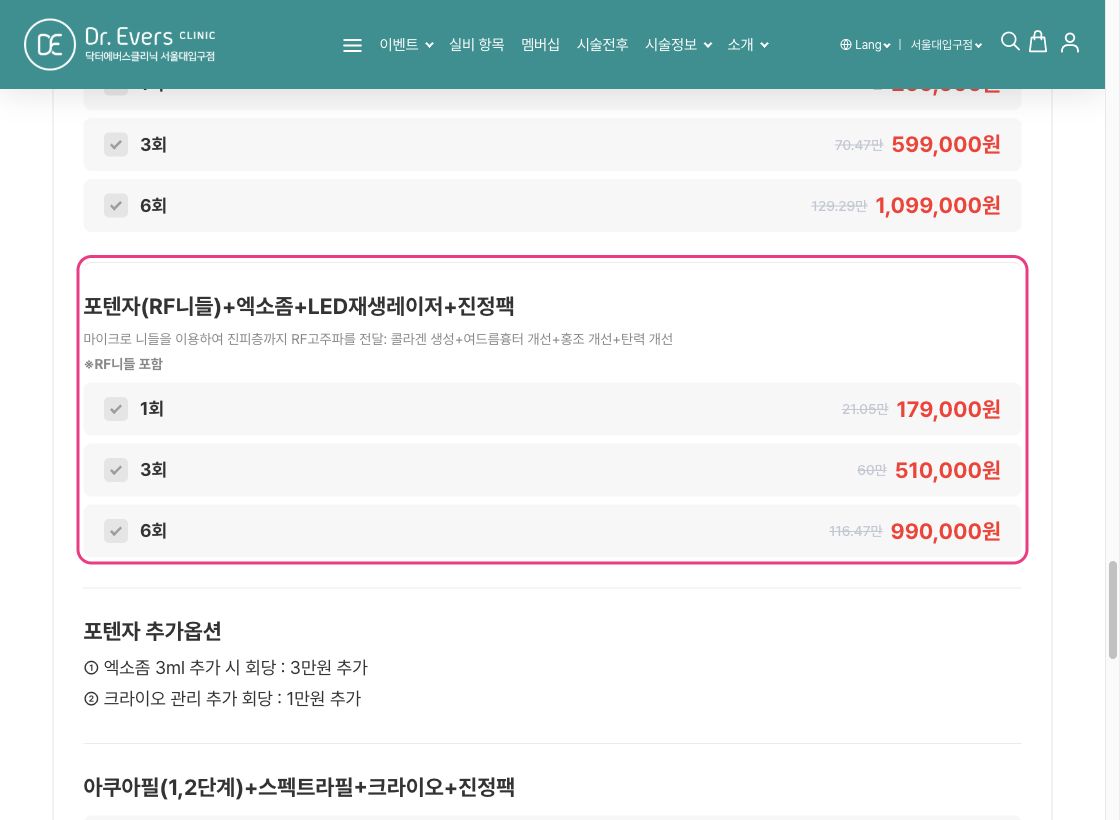 DE Dr. Evers CLINIC
닥터에버스클리닉 서울대입구점
이벤트 실비 항목 멤버십 시술전후 시술정보 소개
Lang | 서울대입구점
3회 70.47만 599,000원
6회 129.29만 1,099,000원
포텐자(RF니들)+엑소좀+LED재생레이저+진정팩
마이크로 니들을 이용하여 진피층까지 RF고주파를 전달: 콜라겐 생성+여드름흉터 개선+홍조 개선+탄력 개선
※RF니들 포함
1회 21.05만 179,000원
3회 60만 510,000원
6회 116.47만 990,000원
포텐자 추가옵션
① 엑소좀 3ml 추가 시 회당 : 3만원 추가
② 크라이오 관리 추가 회당 : 1만원 추가
아쿠아필(1,2단계)+스펙트라필+크라이오+진정팩